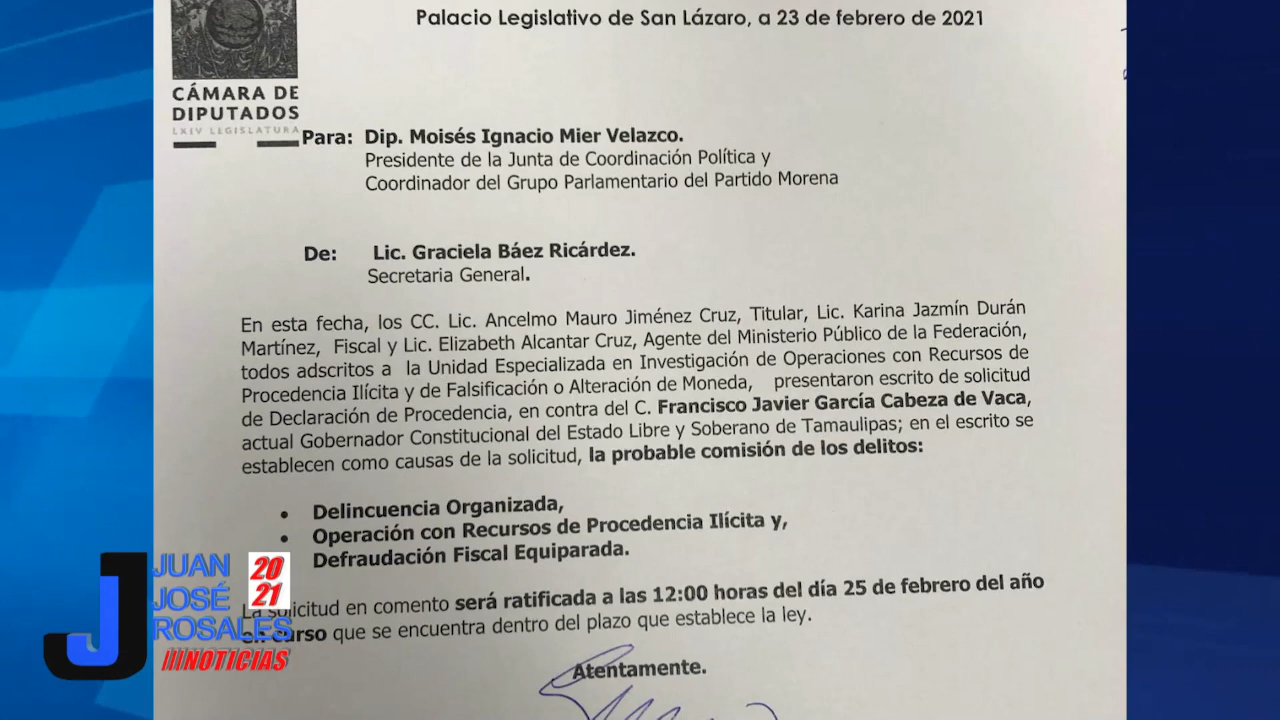 Palacio Legislativo de San Lázaro, a 23 de febrero de 2021
CÁMARA DE
DIPUTADOS
LXIV LEGISLATURA
Para: Dip. Moisés Ignacio Mier Velazco.
Presidente de la Junta de Coordinación Política y
Coordinador del Grupo Parlamentario del Partido Morena
De: Lic. Graciela Báez Ricárdez.
Secretaria General.
En esta fecha, los CC. Lic. Ancelmo Mauro Jiménez Cruz, Titular, Lic. Karina Jazmín Durán
Martínez, Fiscal y Lic. Elizabeth Alcantar Cruz, Agente del Ministerio Público de la Federación,
todos adscritos a la Unidad Especializada en Investigación de Operaciones con Recursos de
Procedencia Ilícita y de Falsificación o Alteración de Moneda, presentaron escrito de solicitud
de Declaración de Procedencia, en contra del C. Francisco Javier García Cabeza de Vaca,
actual Gobernador Constitucional del Estado Libre y Soberano de Tamaulipas; en el escrito se
establecen como causas de la solicitud, la probable comisión de los delitos:
• Delincuencia Organizada,
• Operación con Recursos de Procedencia Ilícita y,
Defraudación Fiscal Equiparada.
La solicitud en comento será ratificada a las 12:00 horas del día 25 de febrero del año
en curso que se encuentra dentro del plazo que establece la ley.
Atentamente.
J JUAN
JOSÉ
ROSALES
2021
///NOTICIAS